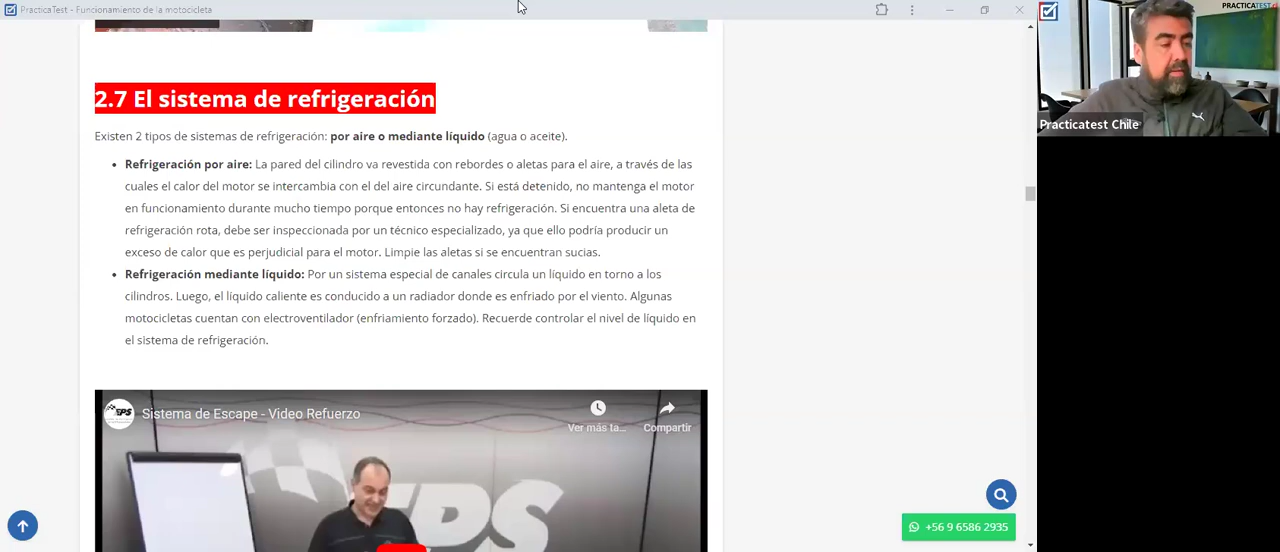 PracticaTest - Funcionamiento de la motocicleta
PRACTICATEST
2.7 El sistema de refrigeración
Practicatest Chile
Existen 2 tipos de sistemas de refrigeración: por aire o mediante líquido (agua o aceite).
• Refrigeración por aire: La pared del cilindro va revestida con rebordes o aletas para el aire, a través de las
cuales el calor del motor se intercambia con el del aire circundante. Si está detenido, no mantenga el motor
en funcionamiento durante mucho tiempo porque entonces no hay refrigeración. Si encuentra una aleta de
refrigeración rota, debe ser inspeccionada por un técnico especializado, ya que ello podría producir un
exceso de calor que es perjudicial para el motor. Limpie las aletas si se encuentran sucias.
• Refrigeración mediante líquido: Por un sistema especial de canales circula un líquido en torno a los
cilindros. Luego, el líquido caliente es conducido a un radiador donde es enfriado por el viento. Algunas
motocicletas cuentan con electroventilador (enfriamiento forzado). Recuerde controlar el nivel de líquido en
el sistema de refrigeración.
EPS
Sistema de Escape - Video Refuerzo
Ver más ta...
Compartir
EPS
+56 9 6586 2935